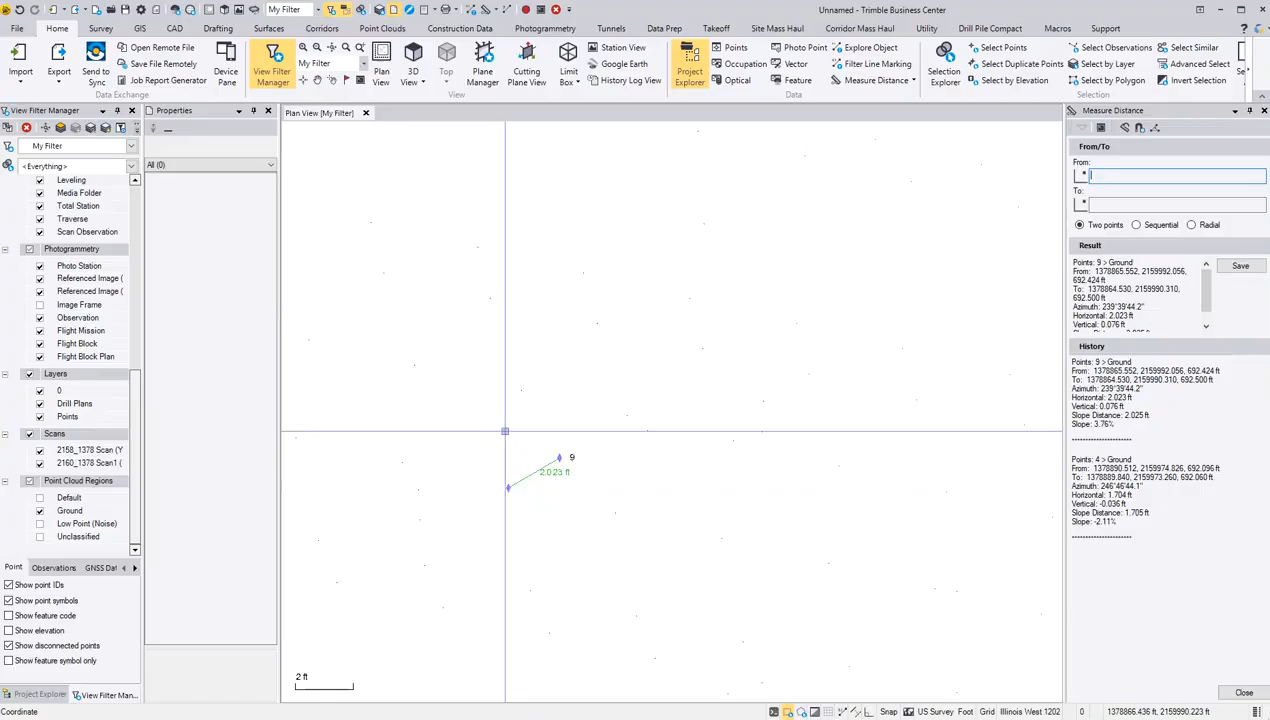 My Filter
Unnamed - Trimble Business Center
File Home Surveys GIS CAD Drafting Surfaces Corridors Point Clouds Construction Data Photogrammetry Tunnels Data Prep Takeoff Site Mass Haul Corridor Mass Haul Utility Drill Pile Compact Macros Support
Import Export Send to Sync
Open Remote File
Save File Remotely
Job Report Generator
Device Pane
View Filter Manager
My Filter
Plan View
3D View
Top
Plane Manager
Cutting Plane View
Limit Box
Station View
Google Earth
History Log View
Project Explorer
Points
Occupation
Optical
Photo Point
Vector
Feature
Explore Object
Filter Line Marking
Measure Distance
Selection Explorer
Select Points
Select Duplicate Points
Select by Elevation
Select Observations
Select by Layer
Select by Polygon
Select Similar
Advanced Select
Invert Selection
Data Exchange View Data Selection
View Filter Manager
My Filter
<Everything>
Leveling
Media Folder
Total Station
Traverse
Scan Observation
Photogrammetry
Photo Station
Referenced Image (
Referenced Image (
Image Frame
Observation
Flight Mission
Flight Block
Flight Block Plan
Layers
0
Drill Plans
Points
Scans
2158_1378 Scan (Y
2160_1378 Scan1 (
Point Cloud Regions
Default
Ground
Low Point (Noise)
Unclassified
Point Observations GNSS Dat
Show point IDs
Show point symbols
Show feature code
Show elevation
Show disconnected points
Show feature symbol only
Project Explorer View Filter Man...
Coordinate
Properties
All (0)
Plan View [My Filter]
9
2.023 ft
2 ft
Measure Distance
From/To
From:
To:
Two points Sequential Radial
Result
Points: 9 > Ground
From: 1378865.552, 2159992.056,
692.424 ft
To: 1378864.530, 2159990.310,
692.500 ft
Azimuth: 239°39'44.2"
Horizontal: 2.023 ft
Vertical: 0.076 ft
Save
History
Points: 9 > Ground
From: 1378865.552, 2159992.056, 692.424 ft
To: 1378864.530, 2159990.310, 692.500 ft
Azimuth: 239°39'44.2"
Horizontal: 2.023 ft
Vertical: 0.076 ft
Slope Distance: 2.025 ft
Slope: 3.76%
**********************
Points: 4 > Ground
From: 1378890.512, 2159974.826, 692.096 ft
To: 1378889.840, 2159973.260, 692.060 ft
Azimuth: 246°46'44.1"
Horizontal: 1.704 ft
Vertical: -0.036 ft
Slope Distance: 1.705 ft
Slope: -2.11%
**********************
Close
Snap US Survey Foot Grid Illinois West 1202 0 1378866.436 ft, 2159990.223 ft